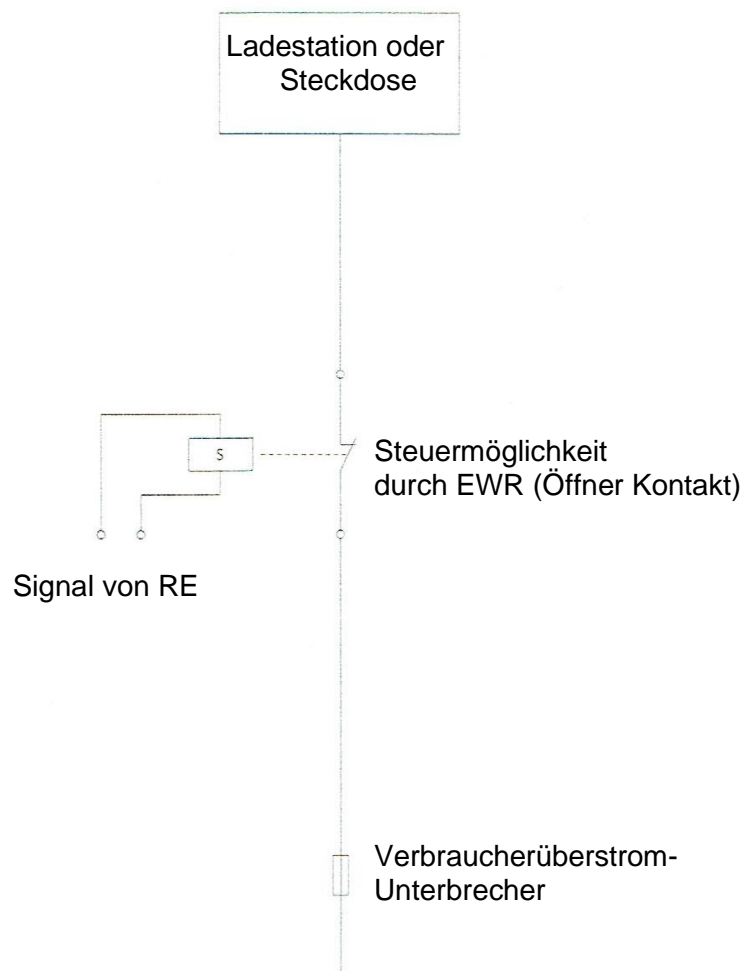 Ladestation oder
Steckdose
S
Steuermöglichkeit
durch EWR (Öffner Kontakt)
Signal von RE
Verbraucherüberstrom-
Unterbrecher